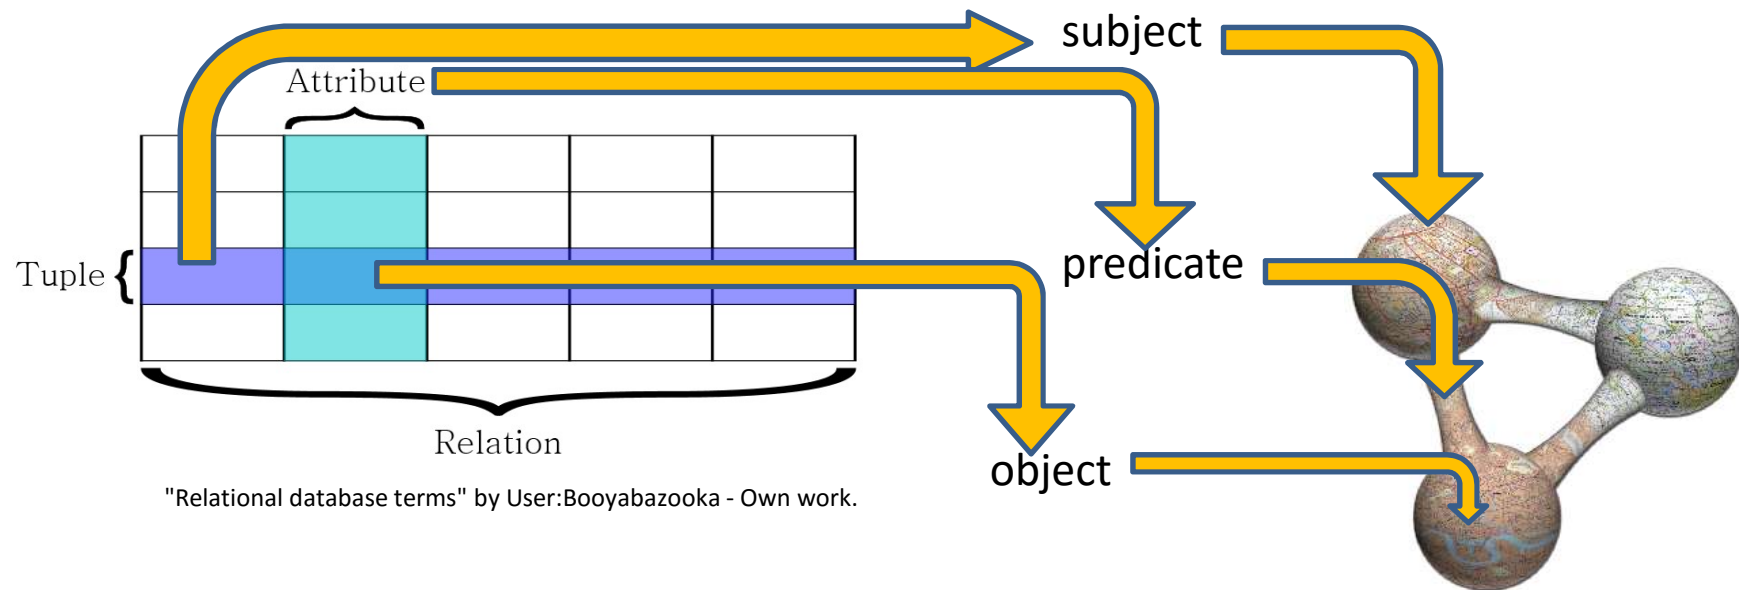 subject
Attribute
predicate
Tuple
Relation
object
"Relational database terms" by User:Booyabazooka - Own work.